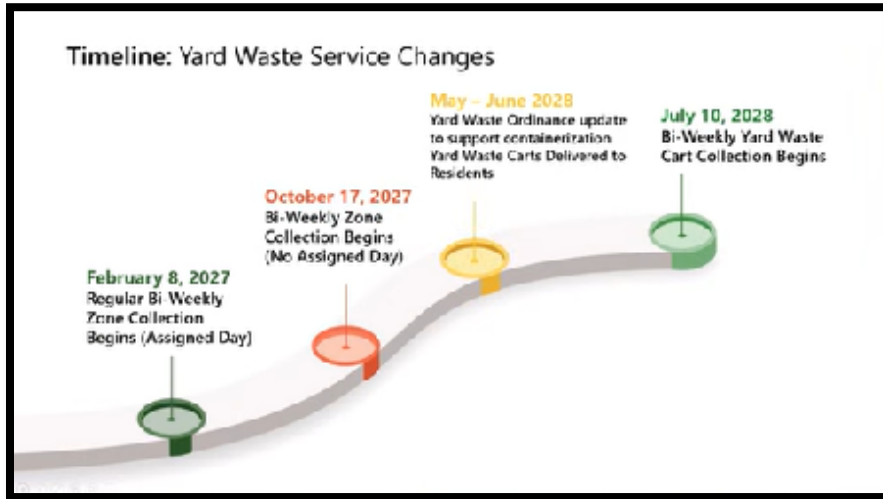 Timeline: Yard Waste Service Changes
February 8, 2027
Regular Bi-Weekly
Zone Collection
Begins (Assigned Day)
October 17, 2027
Bi-Weekly Zone
Collection Begins
(No Assigned Day)
May – June 2028
Yard Waste Ordinance update
to support containerization
Yard Waste Carts Delivered to
Residents
July 10, 2028
Bi-Weekly Yard Waste
Cart Collection Begins